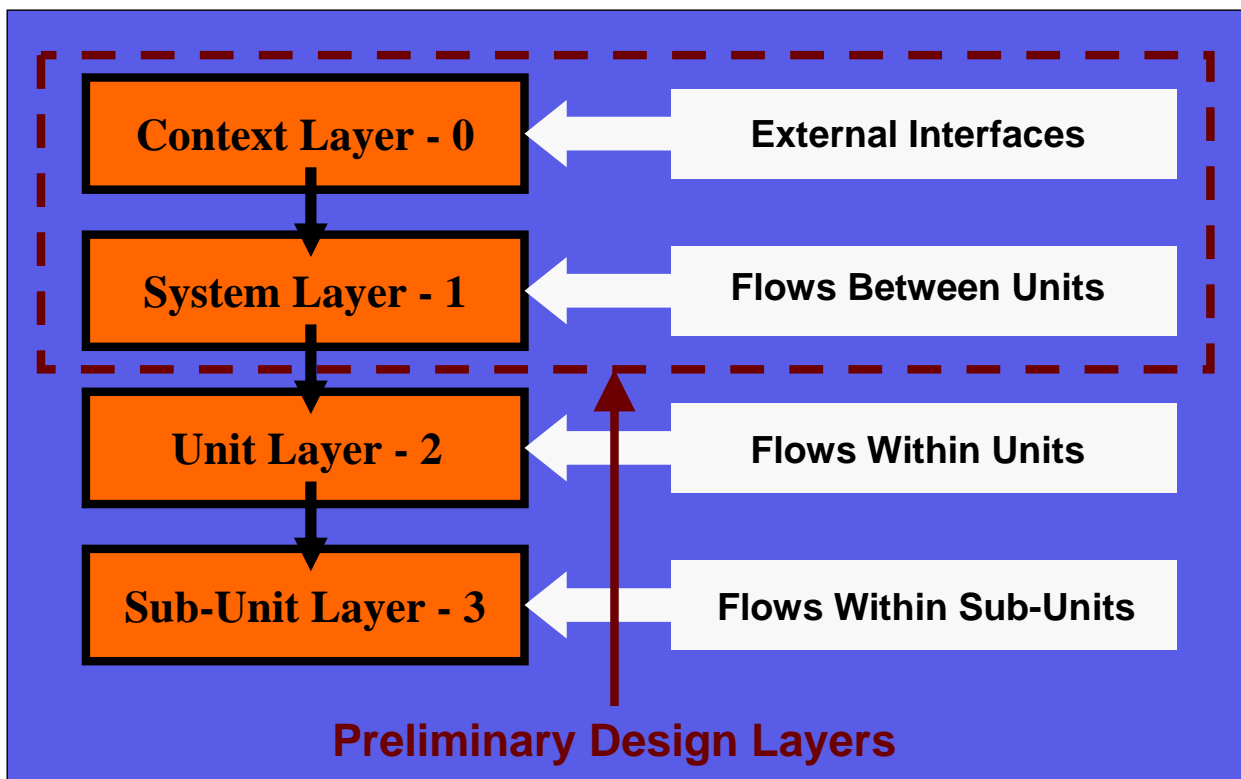 Context Layer - 0
External Interfaces
System Layer - 1
Flows Between Units
Unit Layer - 2
Flows Within Units
Sub-Unit Layer - 3
Flows Within Sub-Units
Preliminary Design Layers